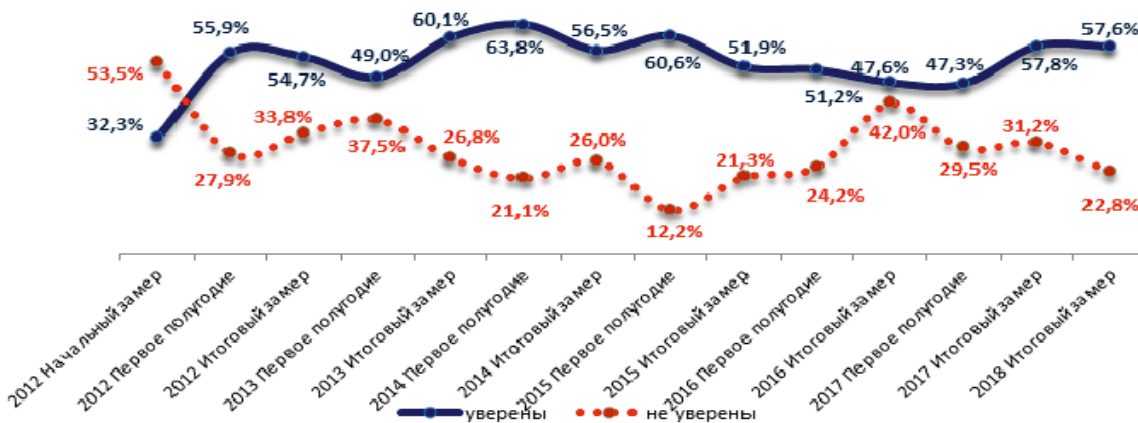 32,3%
55,9%
54,7%
49,0%
60,1%
63,8%
56,5%
60,6%
51,9%
51,2%
47,6%
47,3%
57,8%
57,6%
53,5%
27,9%
33,8%
37,5%
26,8%
21,1%
26,0%
12,2%
21,3%
24,2%
42,0%
29,5%
31,2%
22,8%
2012 Начальный замер
2012 Первое полугодие
2012 Итоговый замер
2013 Первое полугодие
2013 Итоговый замер
2014 Первое полугодие
2014 Итоговый замер
2015 Первое полугодие
2015 Итоговый замер
2016 Первое полугодие
2016 Итоговый замер
2017 Первое полугодие
2017 Итоговый замер
2018 Итоговый замер
уверены
не уверены